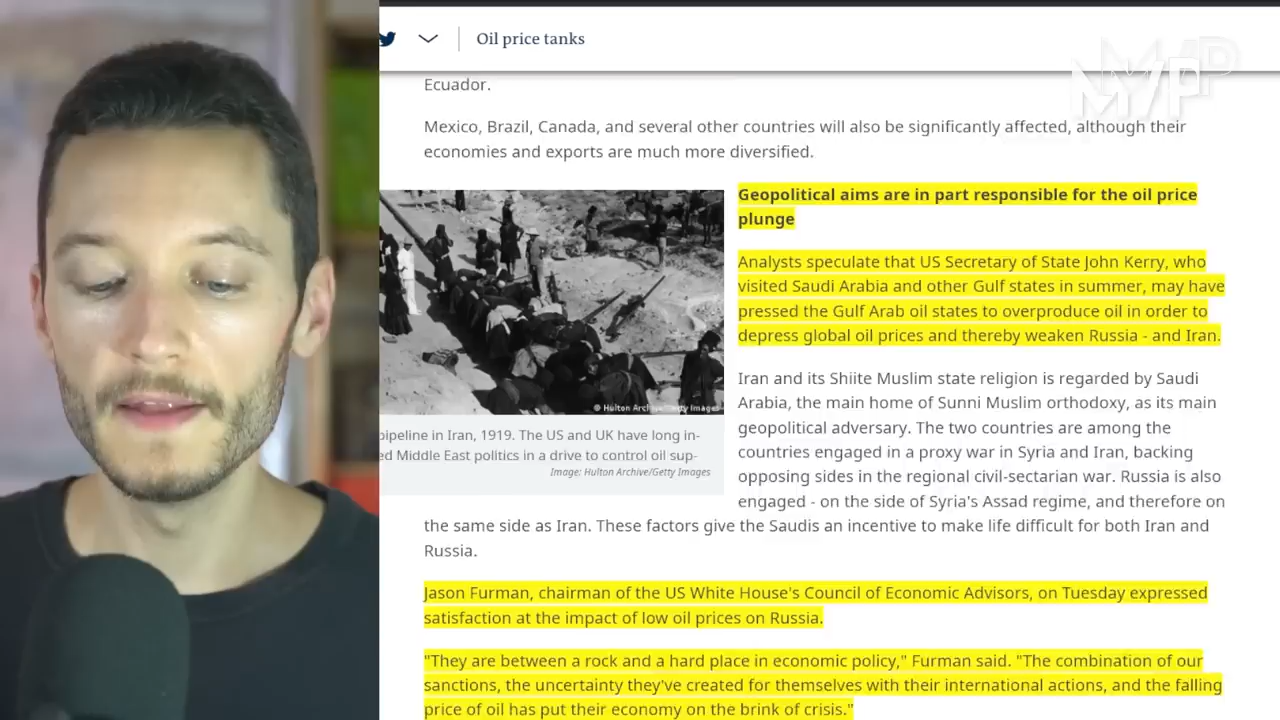 Oil price tanks
MVP
Ecuador.
Mexico, Brazil, Canada, and several other countries will also be significantly affected, although their
economies and exports are much more diversified.
Geopolitical aims are in part responsible for the oil price
plunge
Analysts speculate that US Secretary of State John Kerry, who
visited Saudi Arabia and other Gulf states in summer, may have
pressed the Gulf Arab oil states to overproduce oil in order to
depress global oil prices and thereby weaken Russia - and Iran.
© Hulton Archive/Getty Images
pipeline in Iran, 1919. The US and UK have long in-
ed Middle East politics in a drive to control oil sup-
Image: Hulton Archive/Getty Images
Iran and its Shiite Muslim state religion is regarded by Saudi
Arabia, the main home of Sunni Muslim orthodoxy, as its main
geopolitical adversary. The two countries are among the
countries engaged in a proxy war in Syria and Iran, backing
opposing sides in the regional civil-sectarian war. Russia is also
engaged - on the side of Syria's Assad regime, and therefore on
the same side as Iran. These factors give the Saudis an incentive to make life difficult for both Iran and
Russia.
Jason Furman, chairman of the US White House's Council of Economic Advisors, on Tuesday expressed
satisfaction at the impact of low oil prices on Russia.
"They are between a rock and a hard place in economic policy," Furman said. "The combination of our
sanctions, the uncertainty they've created for themselves with their international actions, and the falling
price of oil has put their economy on the brink of crisis."